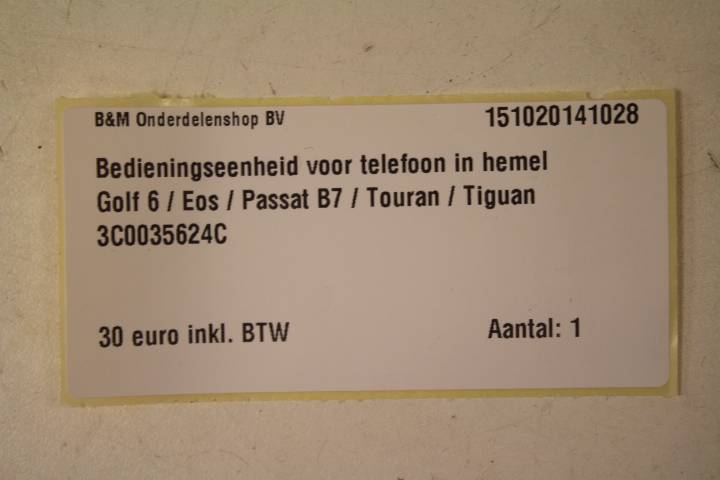 B&M Onderdelenshop BV 151020141028
Bedieningseenheid voor telefoon in hemel
Golf 6 / Eos / Passat B7 / Touran / Tiguan
3C0035624C
30 euro inkl. BTW Aantal: 1